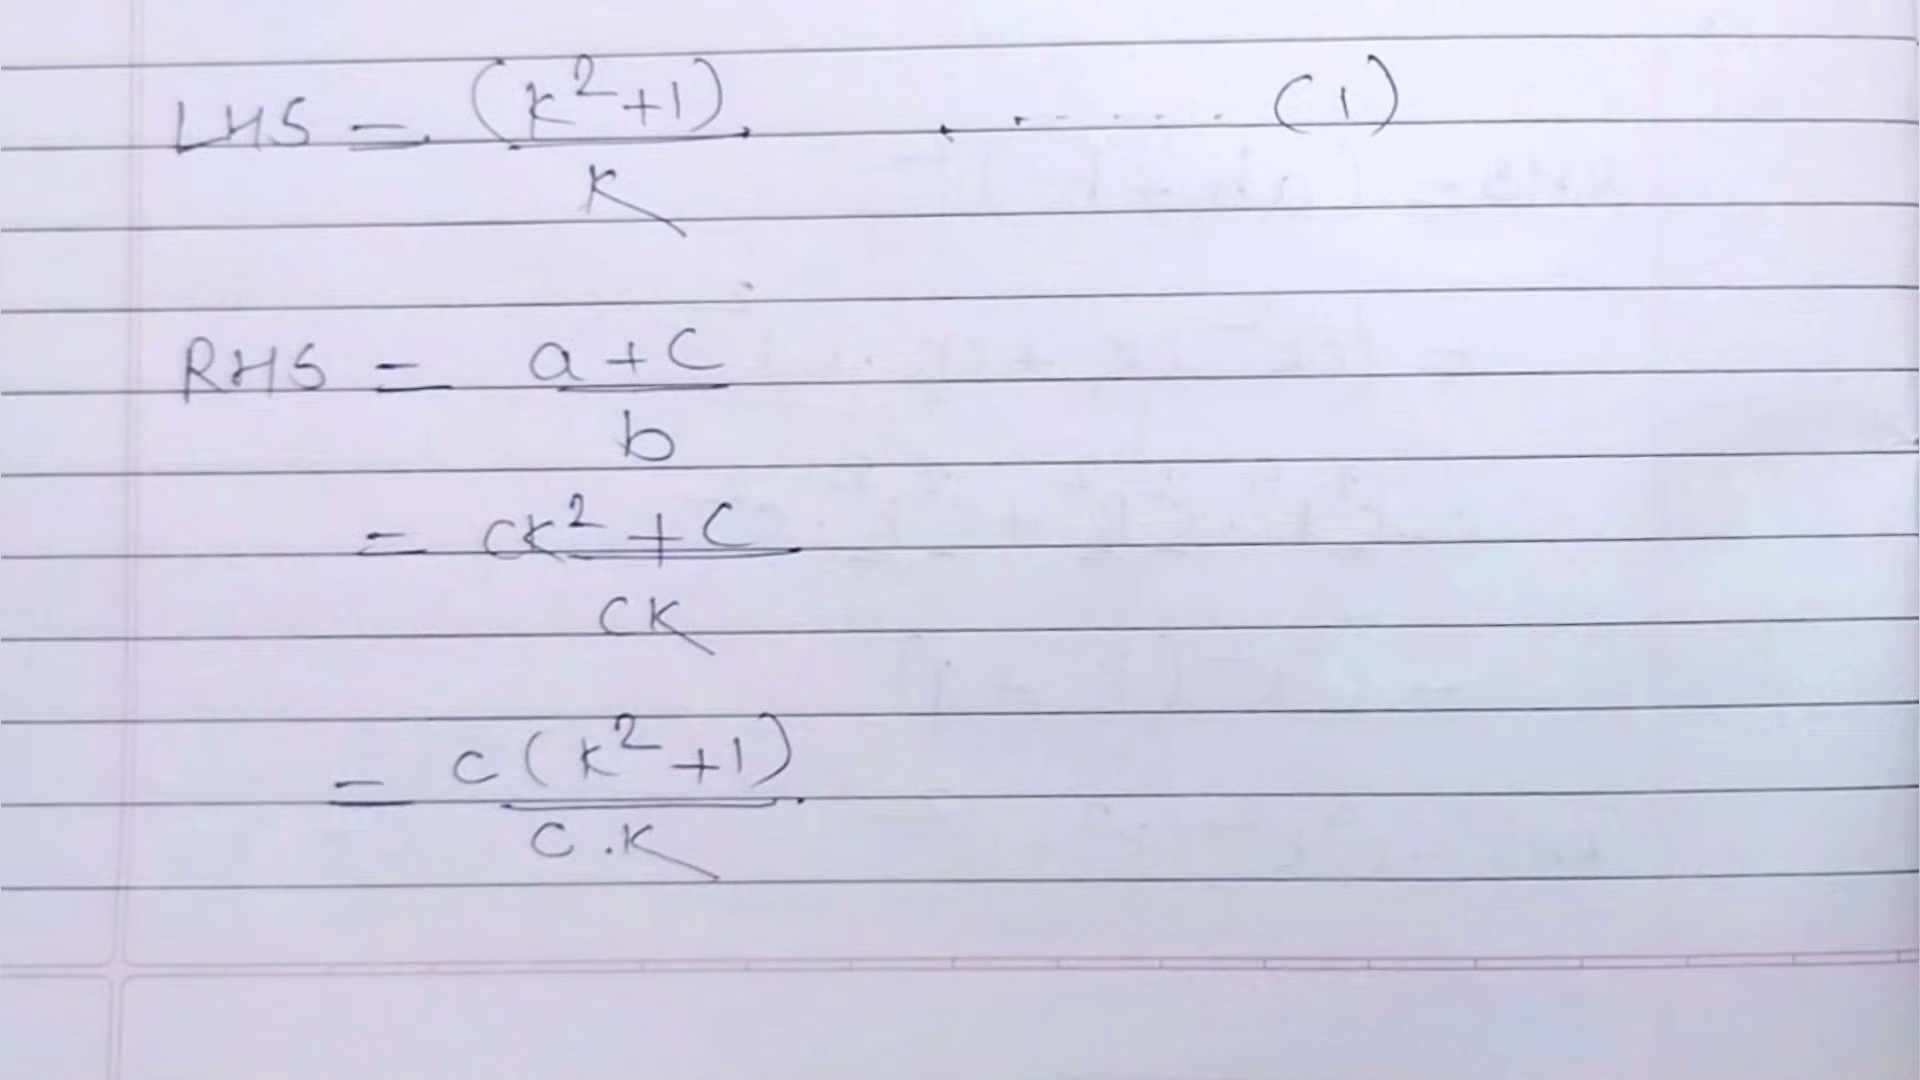 LHS = (k²+1) ....... (1)
K
RHS = a + c
b
= ck² + c
ck
= c (k²+1)
c.k